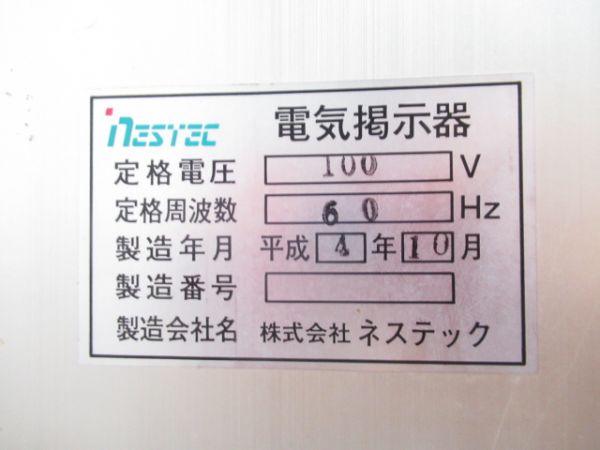 NESTEC 電気掲示器
定格電圧 100 V
定格周波数 60 Hz
製造年月 平成 4 年 10 月
製造番号
製造会社名 株式会社 ネステック